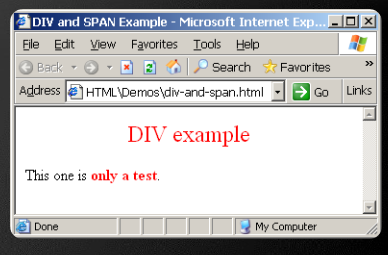 DIV and SPAN Example - Microsoft Internet Exp...
File Edit View Favorites Tools Help
Back Search Favorites »
Address HTML\Demos\div-and-span.html Go Links
DIV example
This one is only a test.
Done My Computer